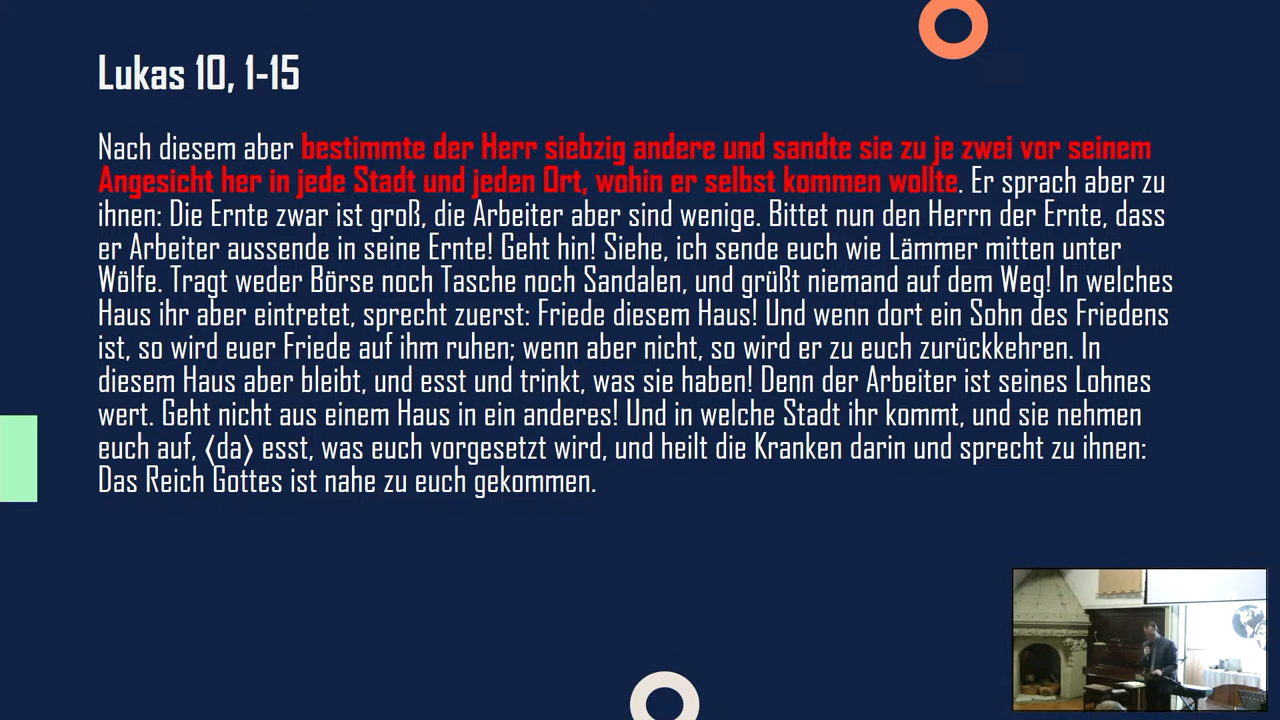 Lukas 10, 1-15
Nach diesem aber bestimmte der Herr siebzig andere und sandte sie zu je zwei vor seinem
Angesicht her in jede Stadt und jeden Ort, wohin er selbst kommen wollte. Er sprach aber zu
ihnen: Die Ernte zwar ist groß, die Arbeiter aber sind wenige. Bittet nun den Herrn der Ernte, dass
er Arbeiter aussende in seine Ernte! Geht hin! Siehe, ich sende euch wie Lämmer mitten unter
Wölfe. Tragt weder Börse noch Tasche noch Sandalen, und grüßt niemand auf dem Weg! In welches
Haus ihr aber eintretet, sprecht zuerst: Friede diesem Haus! Und wenn dort ein Sohn des Friedens
ist, so wird euer Friede auf ihm ruhen; wenn aber nicht, so wird er zu euch zurückkehren. In
diesem Haus aber bleibt, und esst und trinkt, was sie haben! Denn der Arbeiter ist seines Lohnes
wert. Geht nicht aus einem Haus in ein anderes! Und in welche Stadt ihr kommt, und sie nehmen
euch auf, ⟨da⟩ esst, was euch vorgesetzt wird, und heilt die Kranken darin und sprecht zu ihnen:
Das Reich Gottes ist nahe zu euch gekommen.